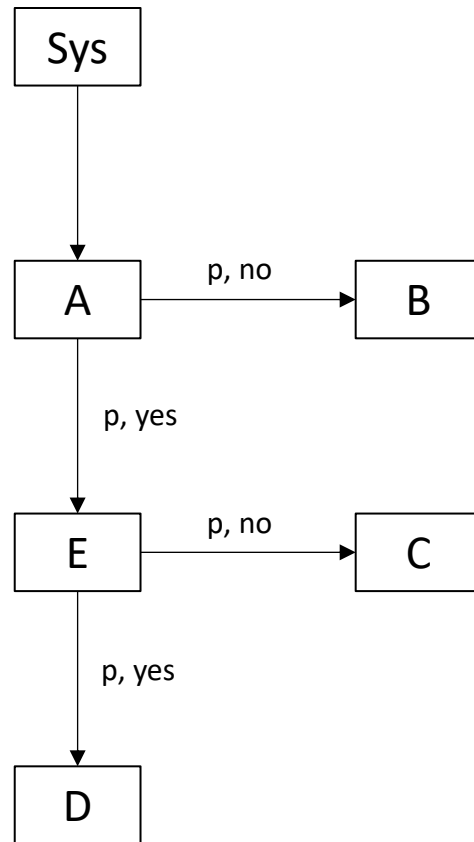 Sys
A
p, no
B
p, yes
E
p, no
C
p, yes
D